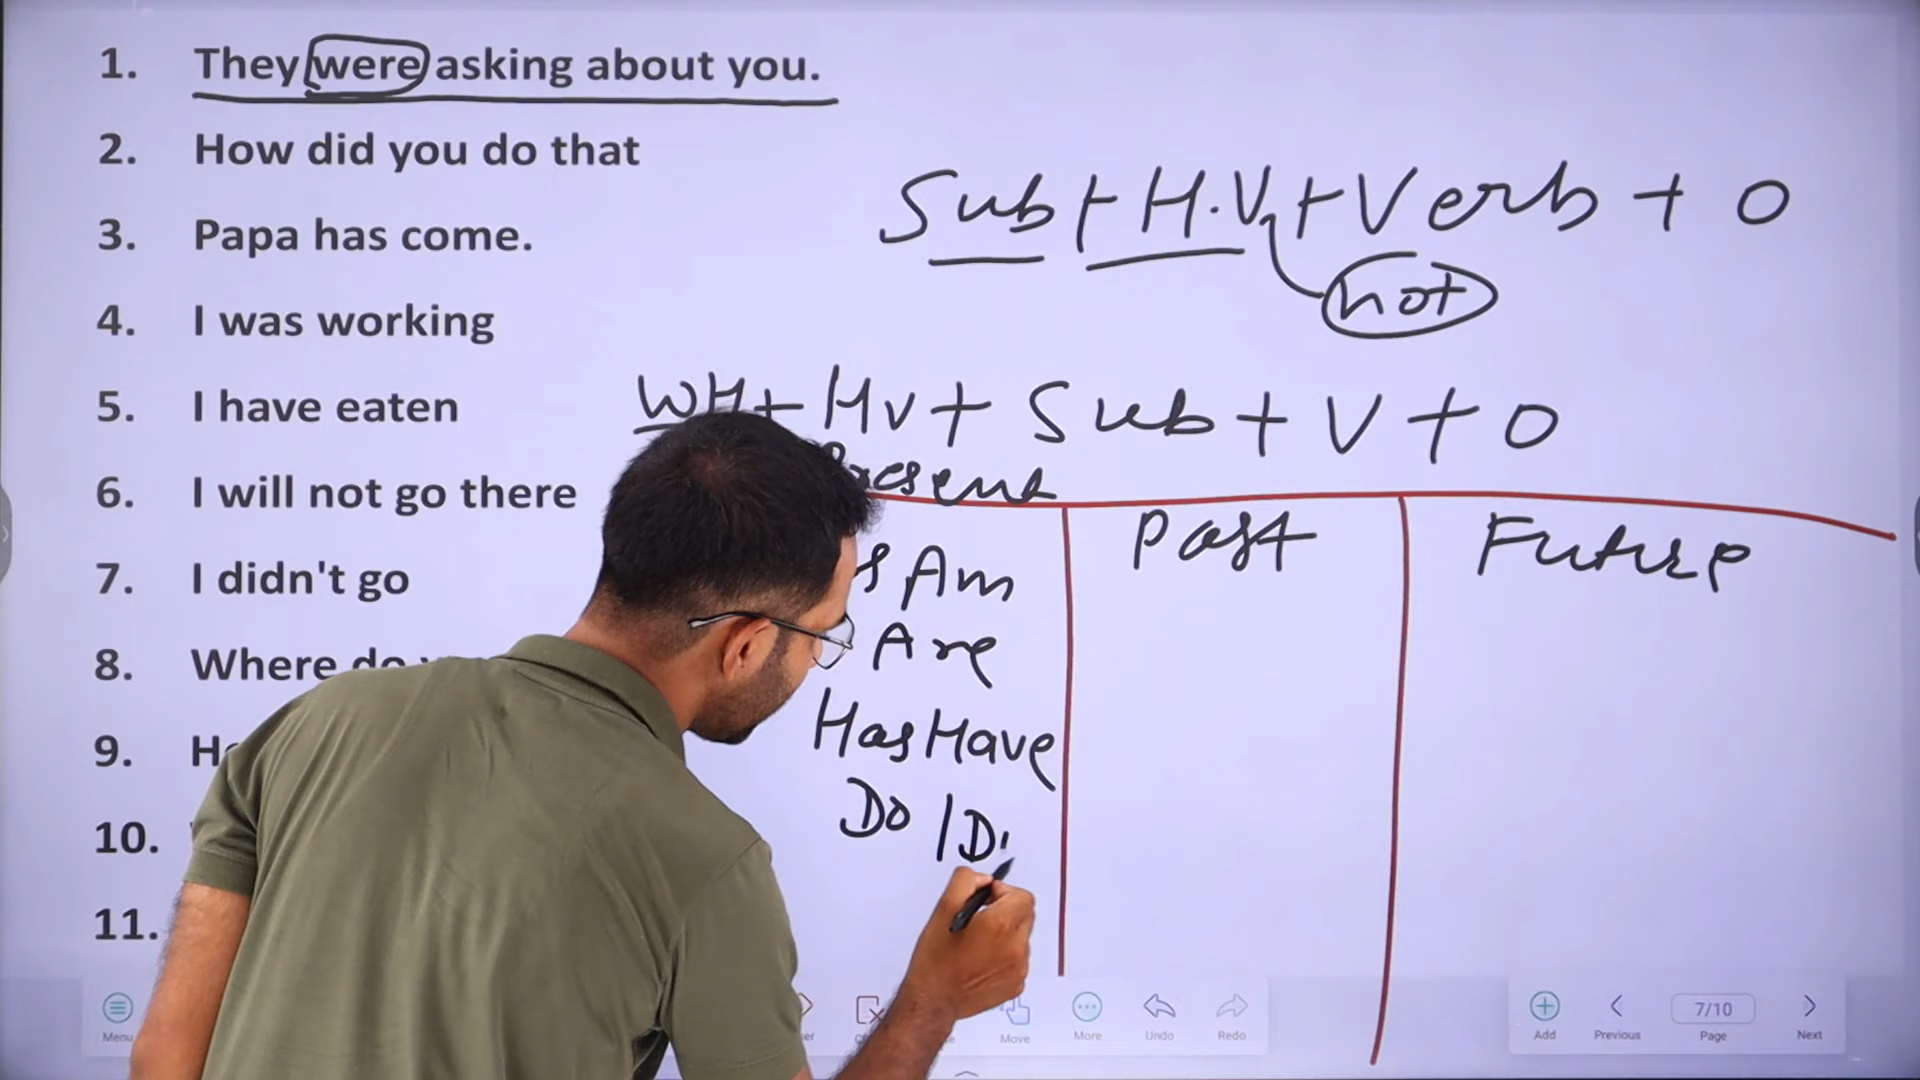 1. They were asking about you.
2. How did you do that
3. Papa has come.
4. I was working
5. I have eaten
6. I will not go there
7. I didn't go
8. Where do
9.
10.
11.
Sub + H.V + Verb + O
not
WH + HV + Sub + V + O
Present
Past
Future
Am
Are
Has Have
Do / D
Menu
Move
More
Undo
Redo
Add
Previous
7/10
Page
Next